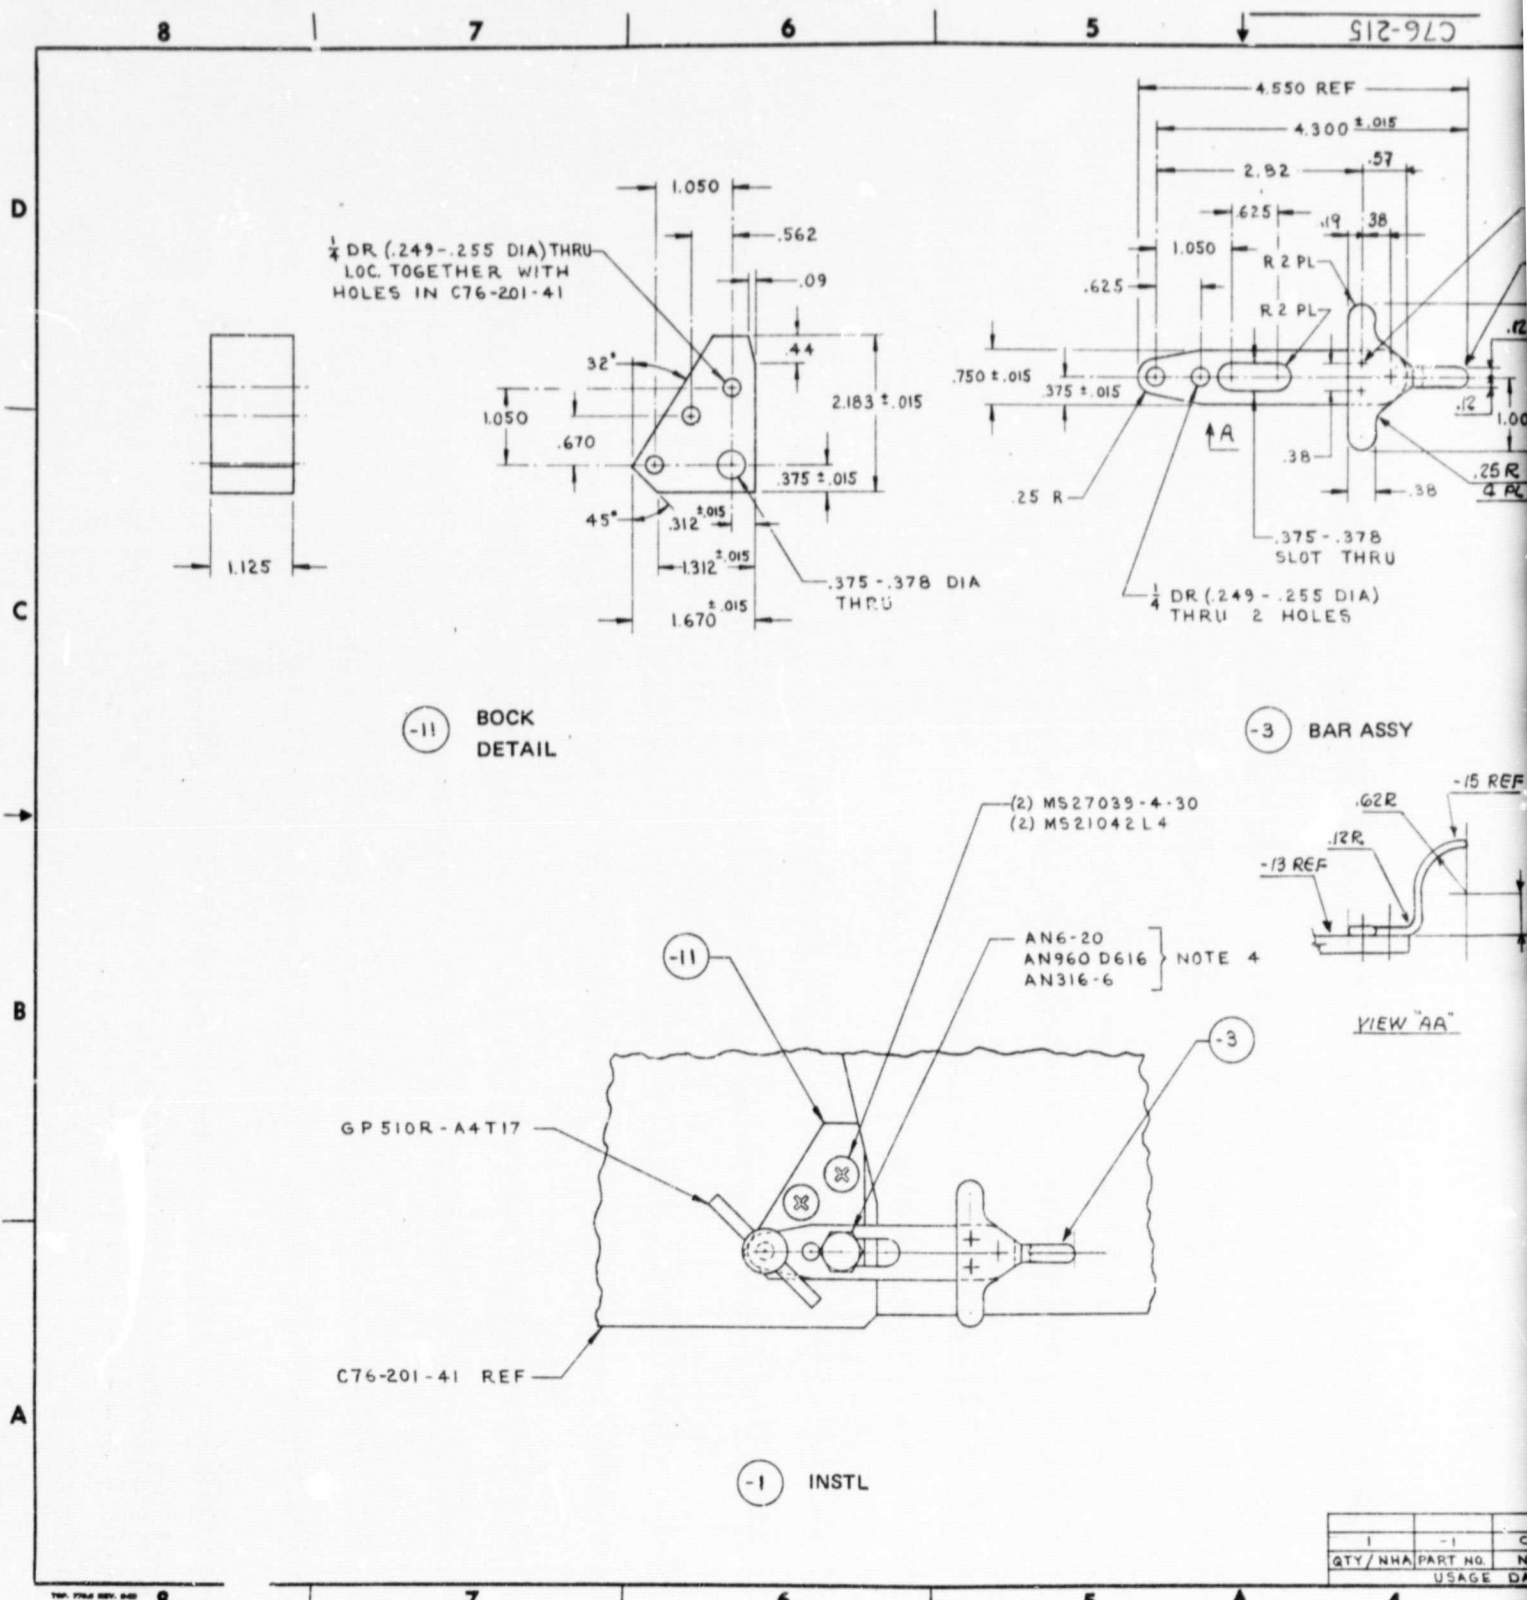 8 7 6 5
C76-215
4.550 REF
4.300 ±.015
2.82 .57
.625 .19 .38
1.050
R 2 PL
.625
R 2 PL
.750 ±.015
.375 ±.015
A
.38
.25 R
.38
.12
.12
1.00
.25 R
4 PL
.375-.378
SLOT THRU
1/4 DR (.249-.255 DIA)
THRU 2 HOLES
D
1.050
.562
1/4 DR (.249-.255 DIA) THRU
LOC. TOGETHER WITH
HOLES IN C76-201-41
.09
.44
32°
2.183 ±.015
1.050
.670
.375 ±.015
45°
.312 ±.015
1.312 ±.015
1.670 ±.015
.375-.378 DIA
THRU
1.125
C
-11 BOCK
DETAIL
-3 BAR ASSY
-15 REF
.62R
.12R
-13 REF
VIEW "AA"
(2) MS27039-4-30
(2) MS21042L4
-11
AN6-20
AN960 D616
AN316-6
NOTE 4
B
-3
GP510R-A4T17
C76-201-41 REF
A
-1 INSTL
1 -1
QTY/NHA PART NO.
USAGE
8 7 6 5 4